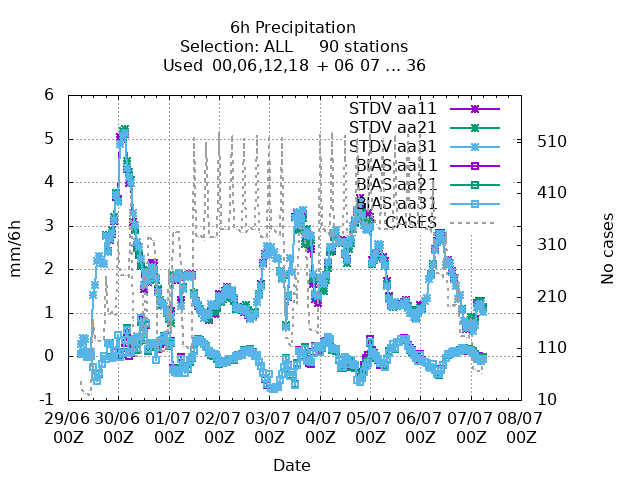 6h Precipitation
Selection: ALL 90 stations
Used 00,06,12,18 + 06 07 ... 36
STDV aa11
STDV aa21
STDV aa31
BIAS aa11
BIAS aa21
BIAS aa31
CASES
mm/6h
6
5
4
3
2
1
0
-1
No cases
510
410
310
210
110
10
29/06 30/06 01/07 02/07 03/07 04/07 05/07 06/07 07/07 08/07
00Z 00Z 00Z 00Z 00Z 00Z 00Z 00Z 00Z 00Z
Date